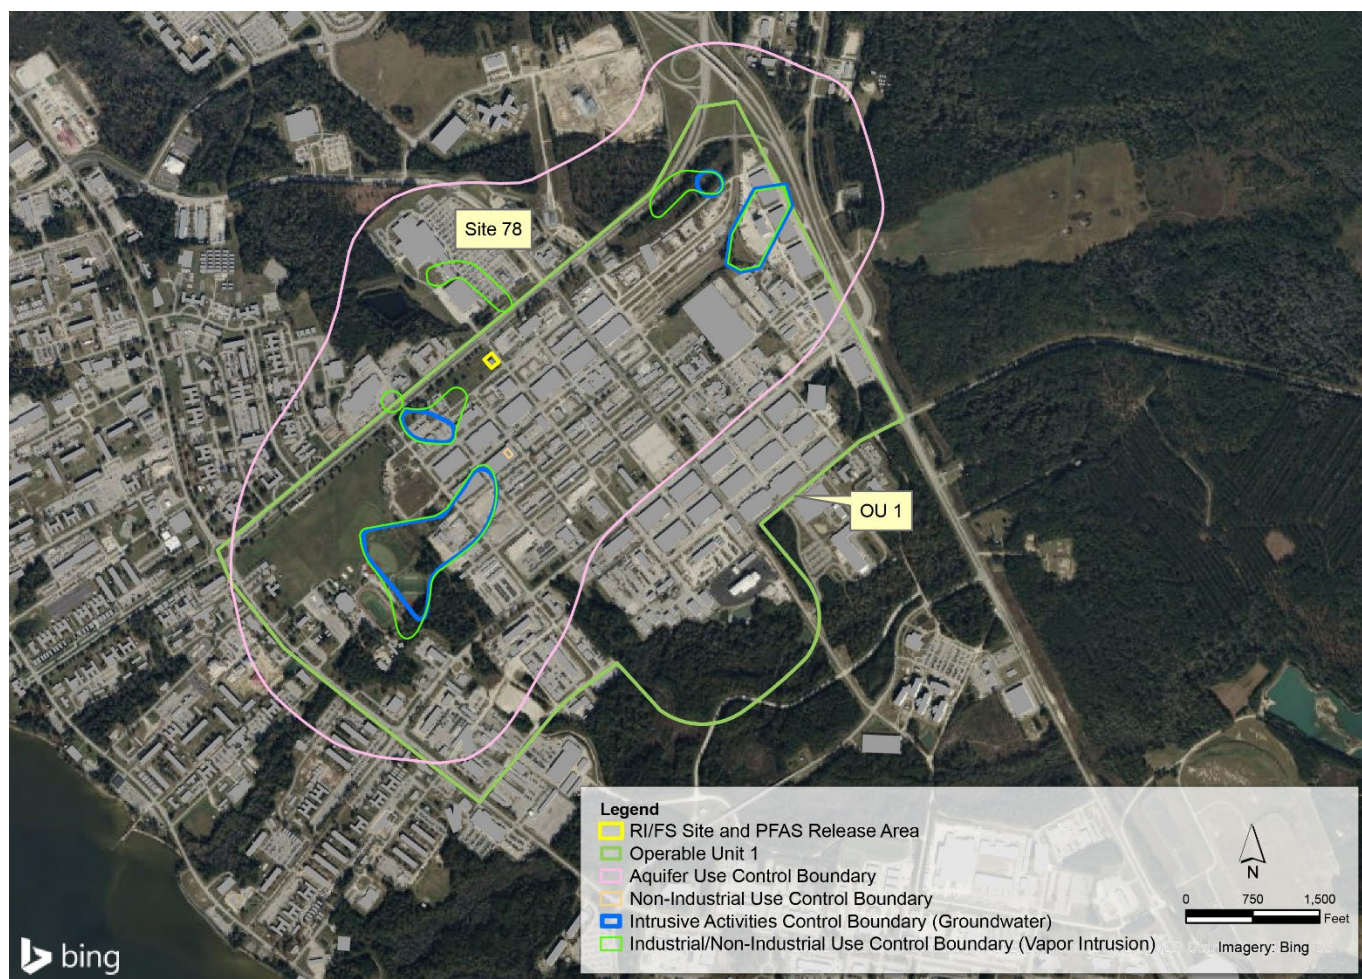 Site 78
OU 1
Legend
RI/FS Site and PFAS Release Area
Operable Unit 1
Aquifer Use Control Boundary
Non-Industrial Use Control Boundary
Intrusive Activities Control Boundary (Groundwater)
Industrial/Non-Industrial Use Control Boundary (Vapor Intrusion)
N
0 750 1,500
Feet
Imagery: Bing
bing